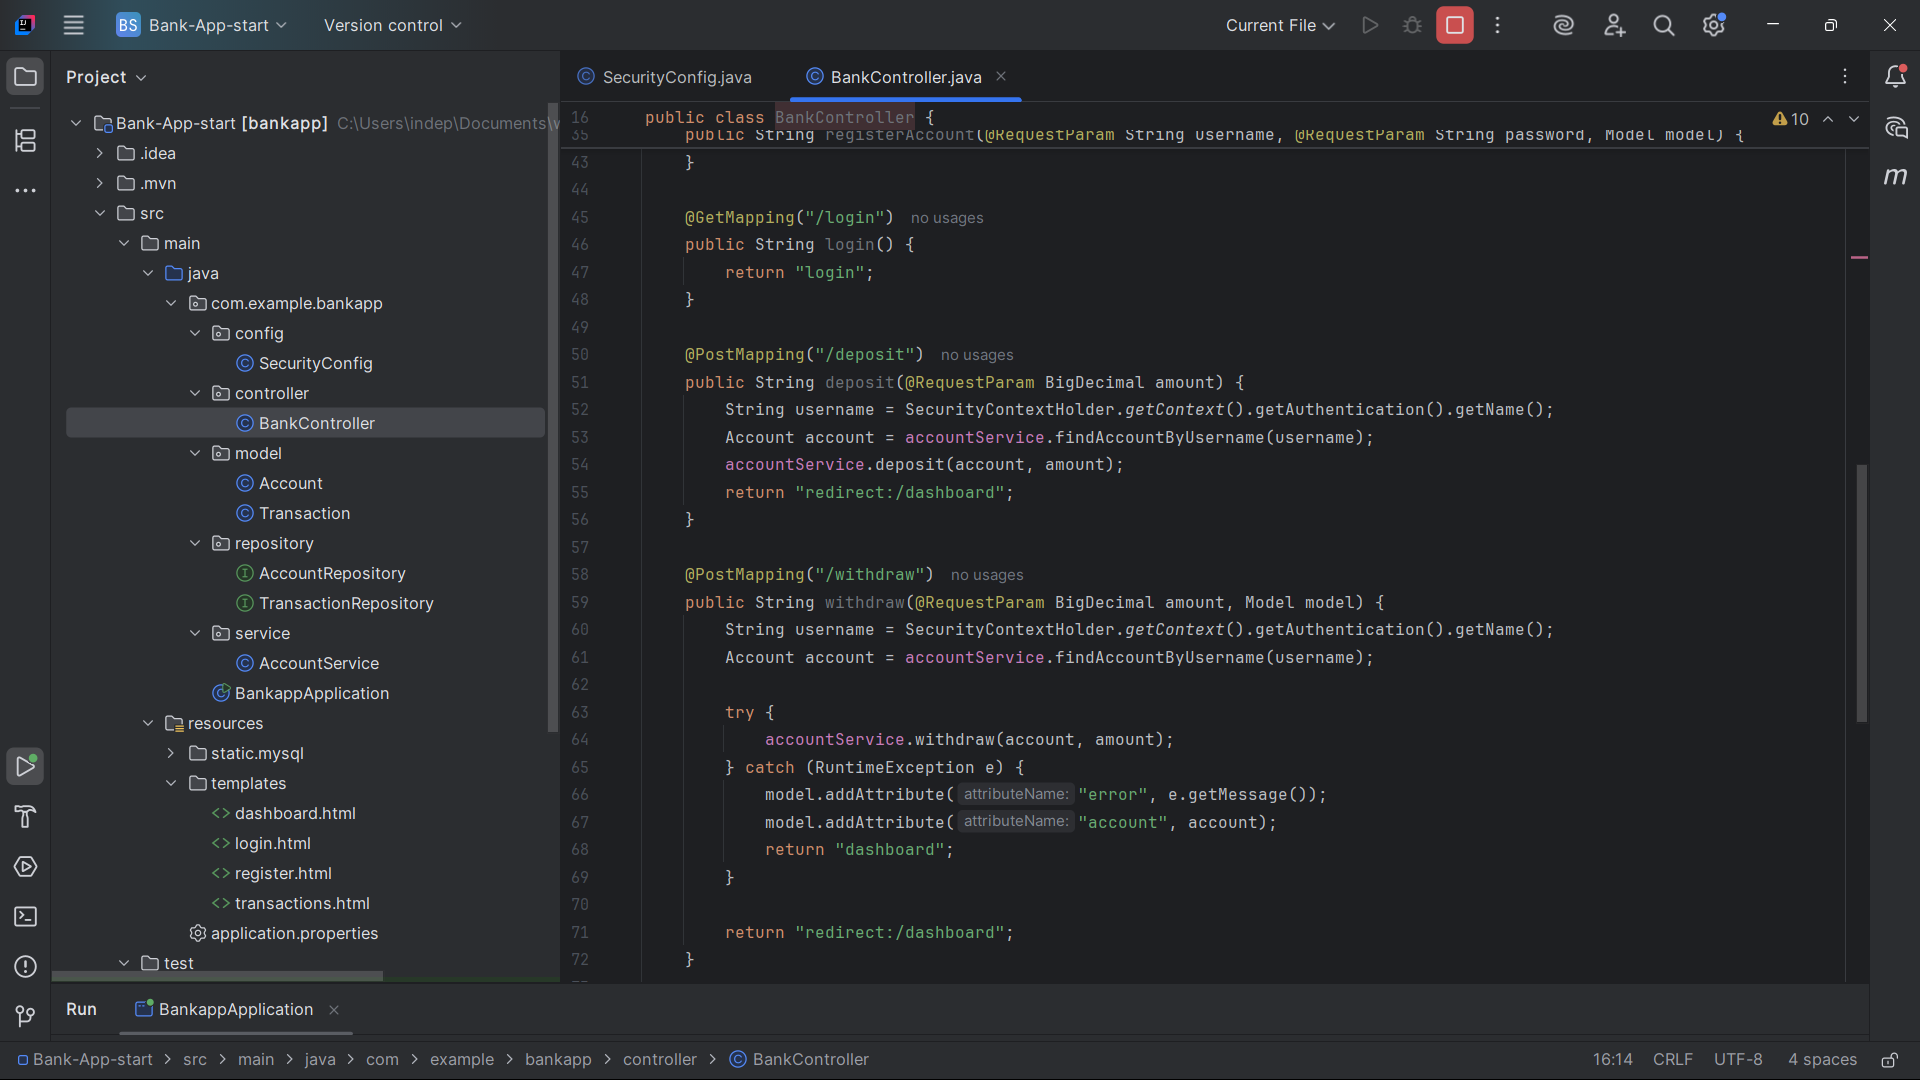 BS Bank-App-start Version control Current File
Project
SecurityConfig.java BankController.java
Bank-App-start [bankapp] C:\Users\indep\Documents\w
.idea
.mvn
src
main
java
com.example.bankapp
config
SecurityConfig
controller
BankController
model
Account
Transaction
repository
AccountRepository
TransactionRepository
service
AccountService
BankappApplication
resources
static.mysql
templates
dashboard.html
login.html
register.html
transactions.html
application.properties
test
16 public class BankController {
10
35 public String registerAccount(@RequestParam String username, @RequestParam String password, Model model) {
43 }
44
45 @GetMapping("/login") no usages
46 public String login() {
47 return "login";
48 }
49
50 @PostMapping("/deposit") no usages
51 public String deposit(@RequestParam BigDecimal amount) {
52 String username = SecurityContextHolder.getContext().getAuthentication().getName();
53 Account account = accountService.findAccountByUsername(username);
54 accountService.deposit(account, amount);
55 return "redirect:/dashboard";
56 }
57
58 @PostMapping("/withdraw") no usages
59 public String withdraw(@RequestParam BigDecimal amount, Model model) {
60 String username = SecurityContextHolder.getContext().getAuthentication().getName();
61 Account account = accountService.findAccountByUsername(username);
62
63 try {
64 accountService.withdraw(account, amount);
65 } catch (RuntimeException e) {
66 model.addAttribute( attributeName: "error", e.getMessage());
67 model.addAttribute( attributeName: "account", account);
68 return "dashboard";
69 }
70
71 return "redirect:/dashboard";
72 }
m
Run BankappApplication
Bank-App-start > src > main > java > com > example > bankapp > controller > BankController
16:14 CRLF UTF-8 4 spaces